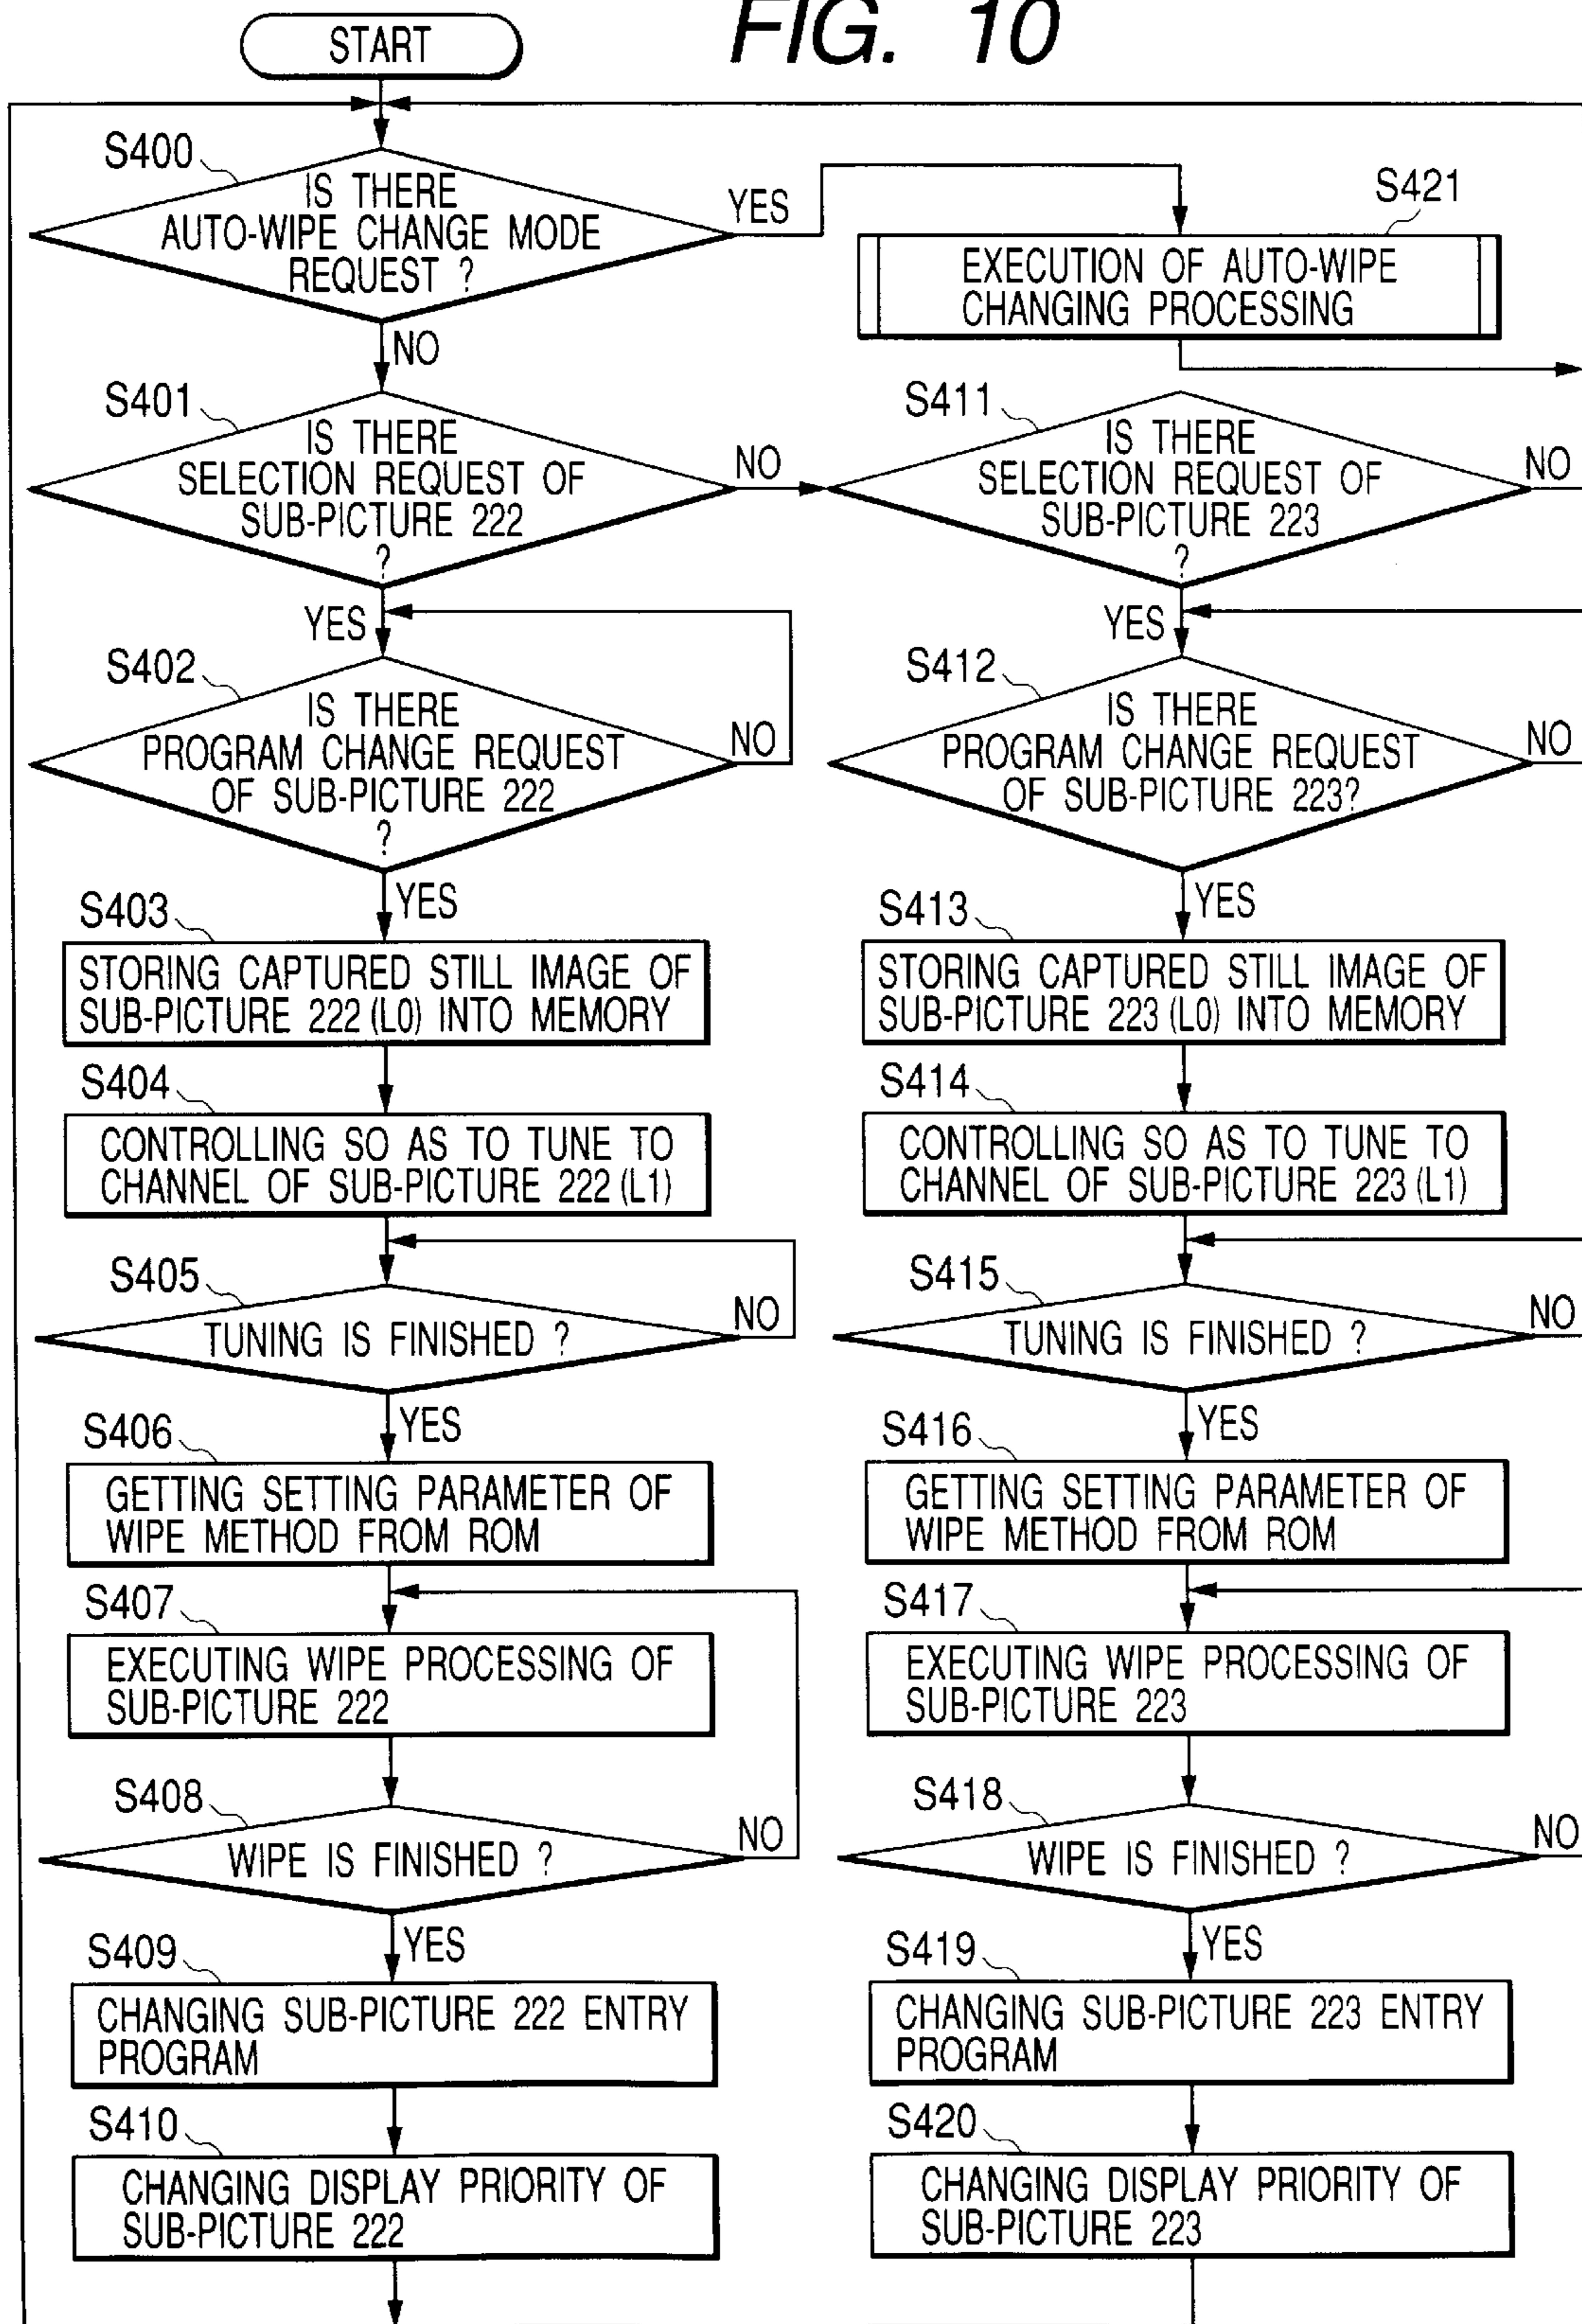 FIG. 10
START
S400
IS THERE
AUTO-WIPE CHANGE MODE
REQUEST ?
YES
NO
S421
EXECUTION OF AUTO-WIPE
CHANGING PROCESSING
S401
IS THERE
SELECTION REQUEST OF
SUB-PICTURE 222
?
NO
YES
S411
IS THERE
SELECTION REQUEST OF
SUB-PICTURE 223
?
NO
YES
S402
IS THERE
PROGRAM CHANGE REQUEST
OF SUB-PICTURE 222
?
NO
YES
S412
IS THERE
PROGRAM CHANGE REQUEST
OF SUB-PICTURE 223?
NO
YES
S403
STORING CAPTURED STILL IMAGE OF
SUB-PICTURE 222 (L0) INTO MEMORY
S413
STORING CAPTURED STILL IMAGE OF
SUB-PICTURE 223 (L0) INTO MEMORY
S404
CONTROLLING SO AS TO TUNE TO
CHANNEL OF SUB-PICTURE 222 (L1)
S414
CONTROLLING SO AS TO TUNE TO
CHANNEL OF SUB-PICTURE 223 (L1)
S405
TUNING IS FINISHED ?
NO
YES
S415
TUNING IS FINISHED ?
NO
YES
S406
GETTING SETTING PARAMETER OF
WIPE METHOD FROM ROM
S416
GETTING SETTING PARAMETER OF
WIPE METHOD FROM ROM
S407
EXECUTING WIPE PROCESSING OF
SUB-PICTURE 222
S417
EXECUTING WIPE PROCESSING OF
SUB-PICTURE 223
S408
WIPE IS FINISHED ?
NO
YES
S418
WIPE IS FINISHED ?
NO
YES
S409
CHANGING SUB-PICTURE 222 ENTRY
PROGRAM
S419
CHANGING SUB-PICTURE 223 ENTRY
PROGRAM
S410
CHANGING DISPLAY PRIORITY OF
SUB-PICTURE 222
S420
CHANGING DISPLAY PRIORITY OF
SUB-PICTURE 223